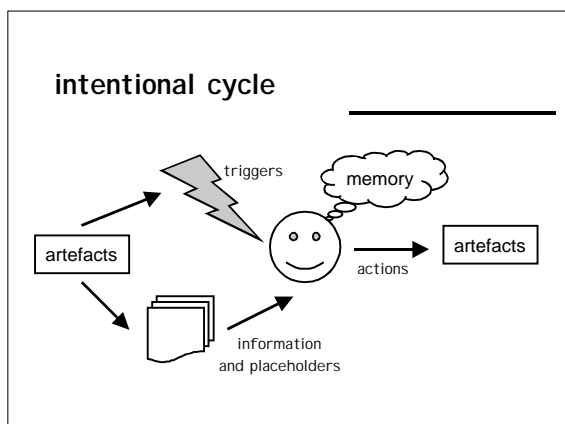 intentional cycle
triggers
memory
artefacts
actions
artefacts
information
and placeholders